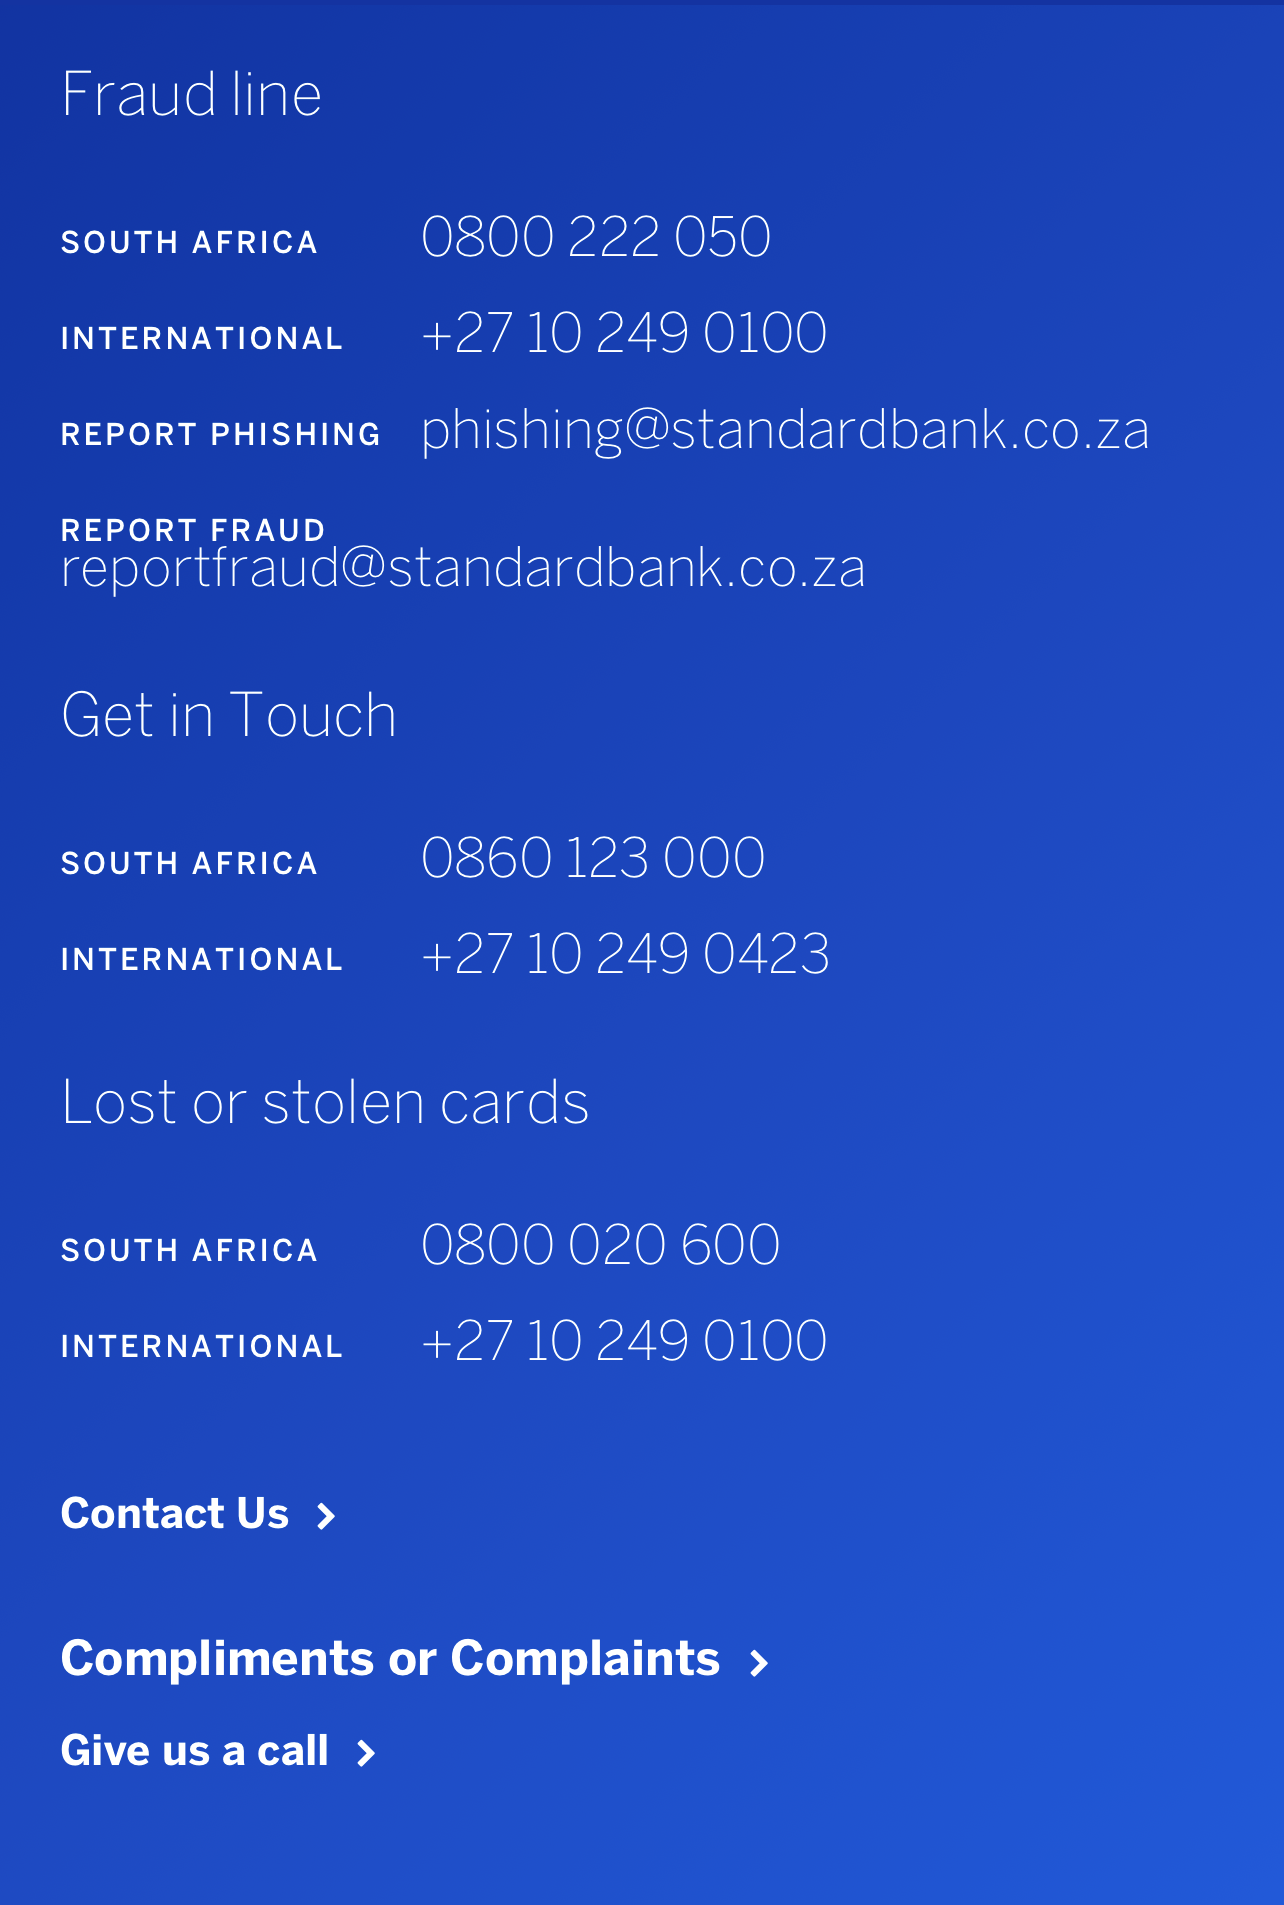 Fraud line
SOUTH AFRICA 0800 222 050
INTERNATIONAL +27 10 249 0100
REPORT PHISHING phishing@standardbank.co.za
REPORT FRAUD
reportfraud@standardbank.co.za
Get in Touch
SOUTH AFRICA 0860 123 000
INTERNATIONAL +27 10 249 0423
Lost or stolen cards
SOUTH AFRICA 0800 020 600
INTERNATIONAL +27 10 249 0100
Contact Us
Compliments or Complaints
Give us a call